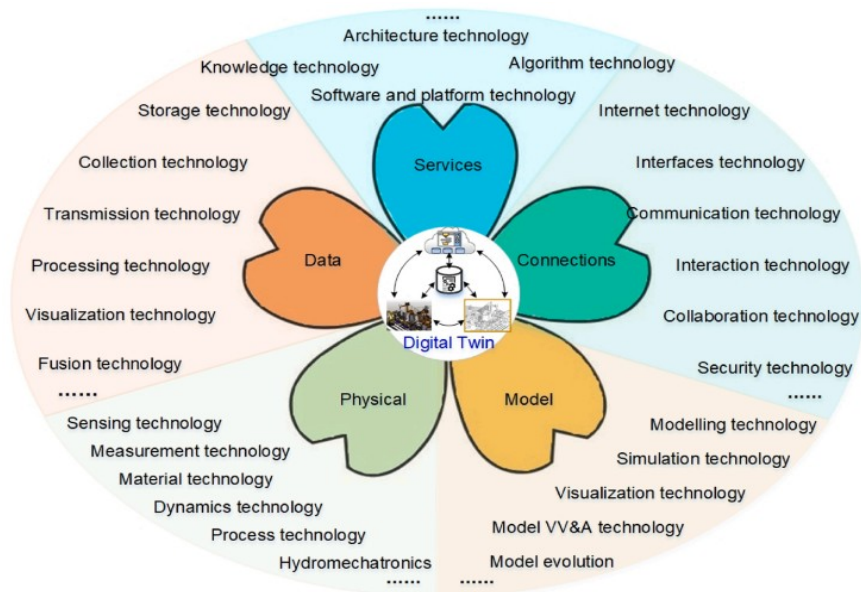 ......
Architecture technology
Knowledge technology
Algorithm technology
Software and platform technology
Services
Storage technology
Collection technology
Transmission technology
Processing technology
Visualization technology
Fusion technology
......
Data
Internet technology
Interfaces technology
Communication technology
Interaction technology
Collaboration technology
Security technology
......
Connections
Digital Twin
Physical
Sensing technology
Measurement technology
Material technology
Dynamics technology
Process technology
Hydromechatronics
......
Model
Modelling technology
Simulation technology
Visualization technology
Model VV&A technology
Model evolution
......